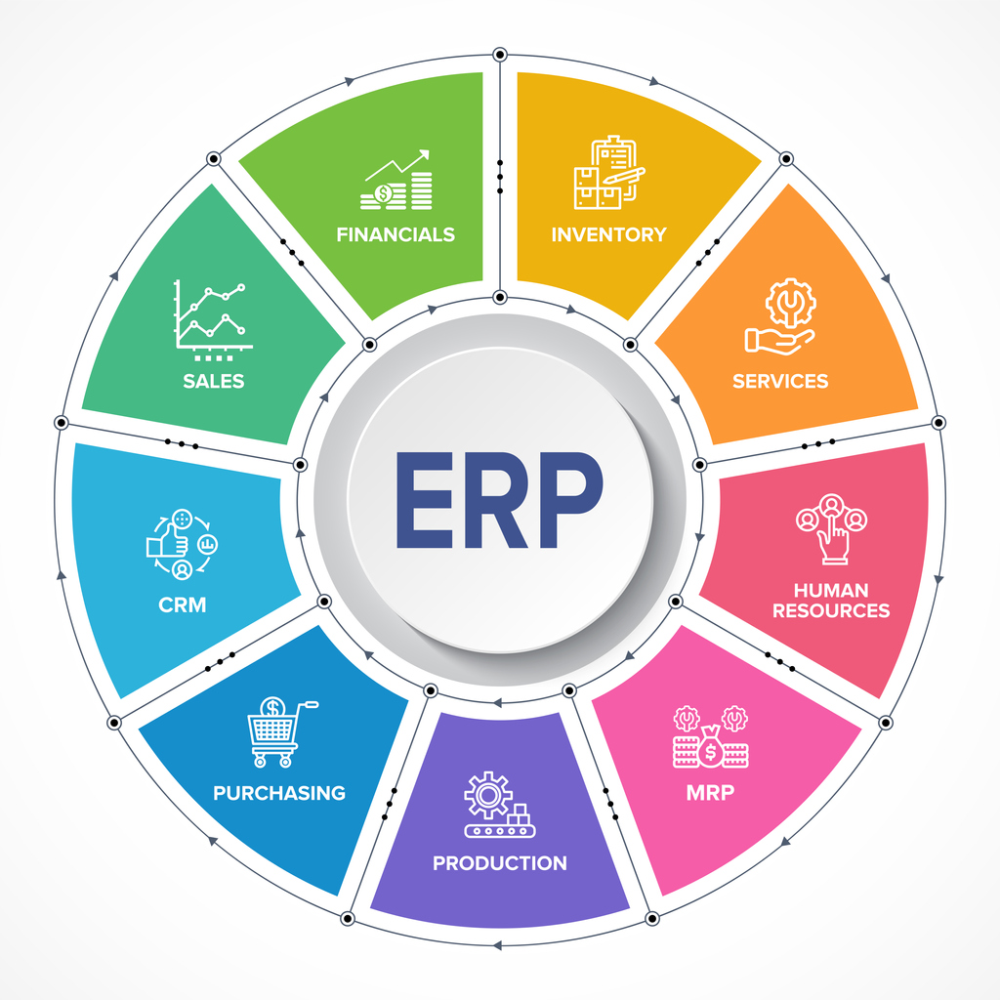 FINANCIALS
INVENTORY
SALES
SERVICES
ERP
CRM
HUMAN
RESOURCES
PURCHASING
MRP
PRODUCTION